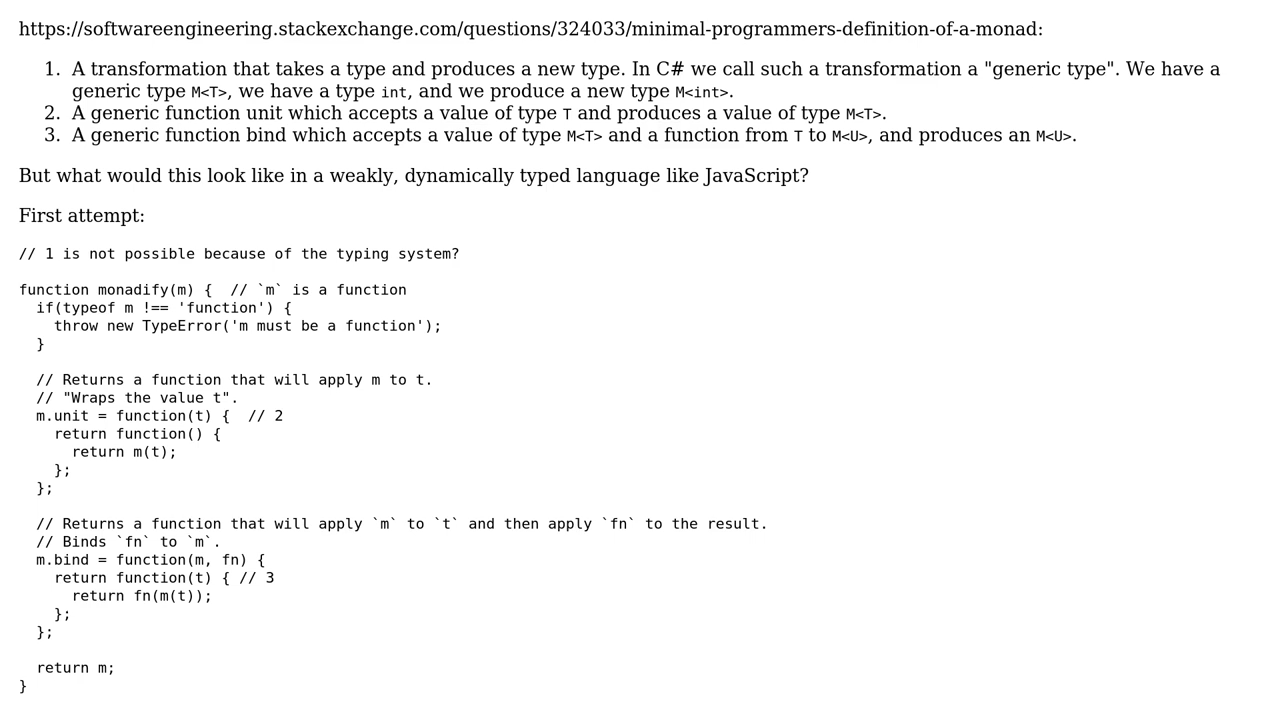 https://softwareengineering.stackexchange.com/questions/324033/minimal-programmers-definition-of-a-monad:
1. A transformation that takes a type and produces a new type. In C# we call such a transformation a "generic type". We have a
generic type M<T>, we have a type int, and we produce a new type M<int>.
2. A generic function unit which accepts a value of type T and produces a value of type M<T>.
3. A generic function bind which accepts a value of type M<T> and a function from T to M<U>, and produces an M<U>.
But what would this look like in a weakly, dynamically typed language like JavaScript?
First attempt:
// 1 is not possible because of the typing system?
function monadify(m) {  // `m` is a function
  if(typeof m !== 'function') {
    throw new TypeError('m must be a function');
  }
  // Returns a function that will apply m to t.
  // "Wraps the value t".
  m.unit = function(t) {  // 2
    return function() {
      return m(t);
    };
  };
  // Returns a function that will apply `m` to `t` and then apply `fn` to the result.
  // Binds `fn` to `m`.
  m.bind = function(m, fn) {
    return function(t) { // 3
      return fn(m(t));
    };
  };
  return m;
}